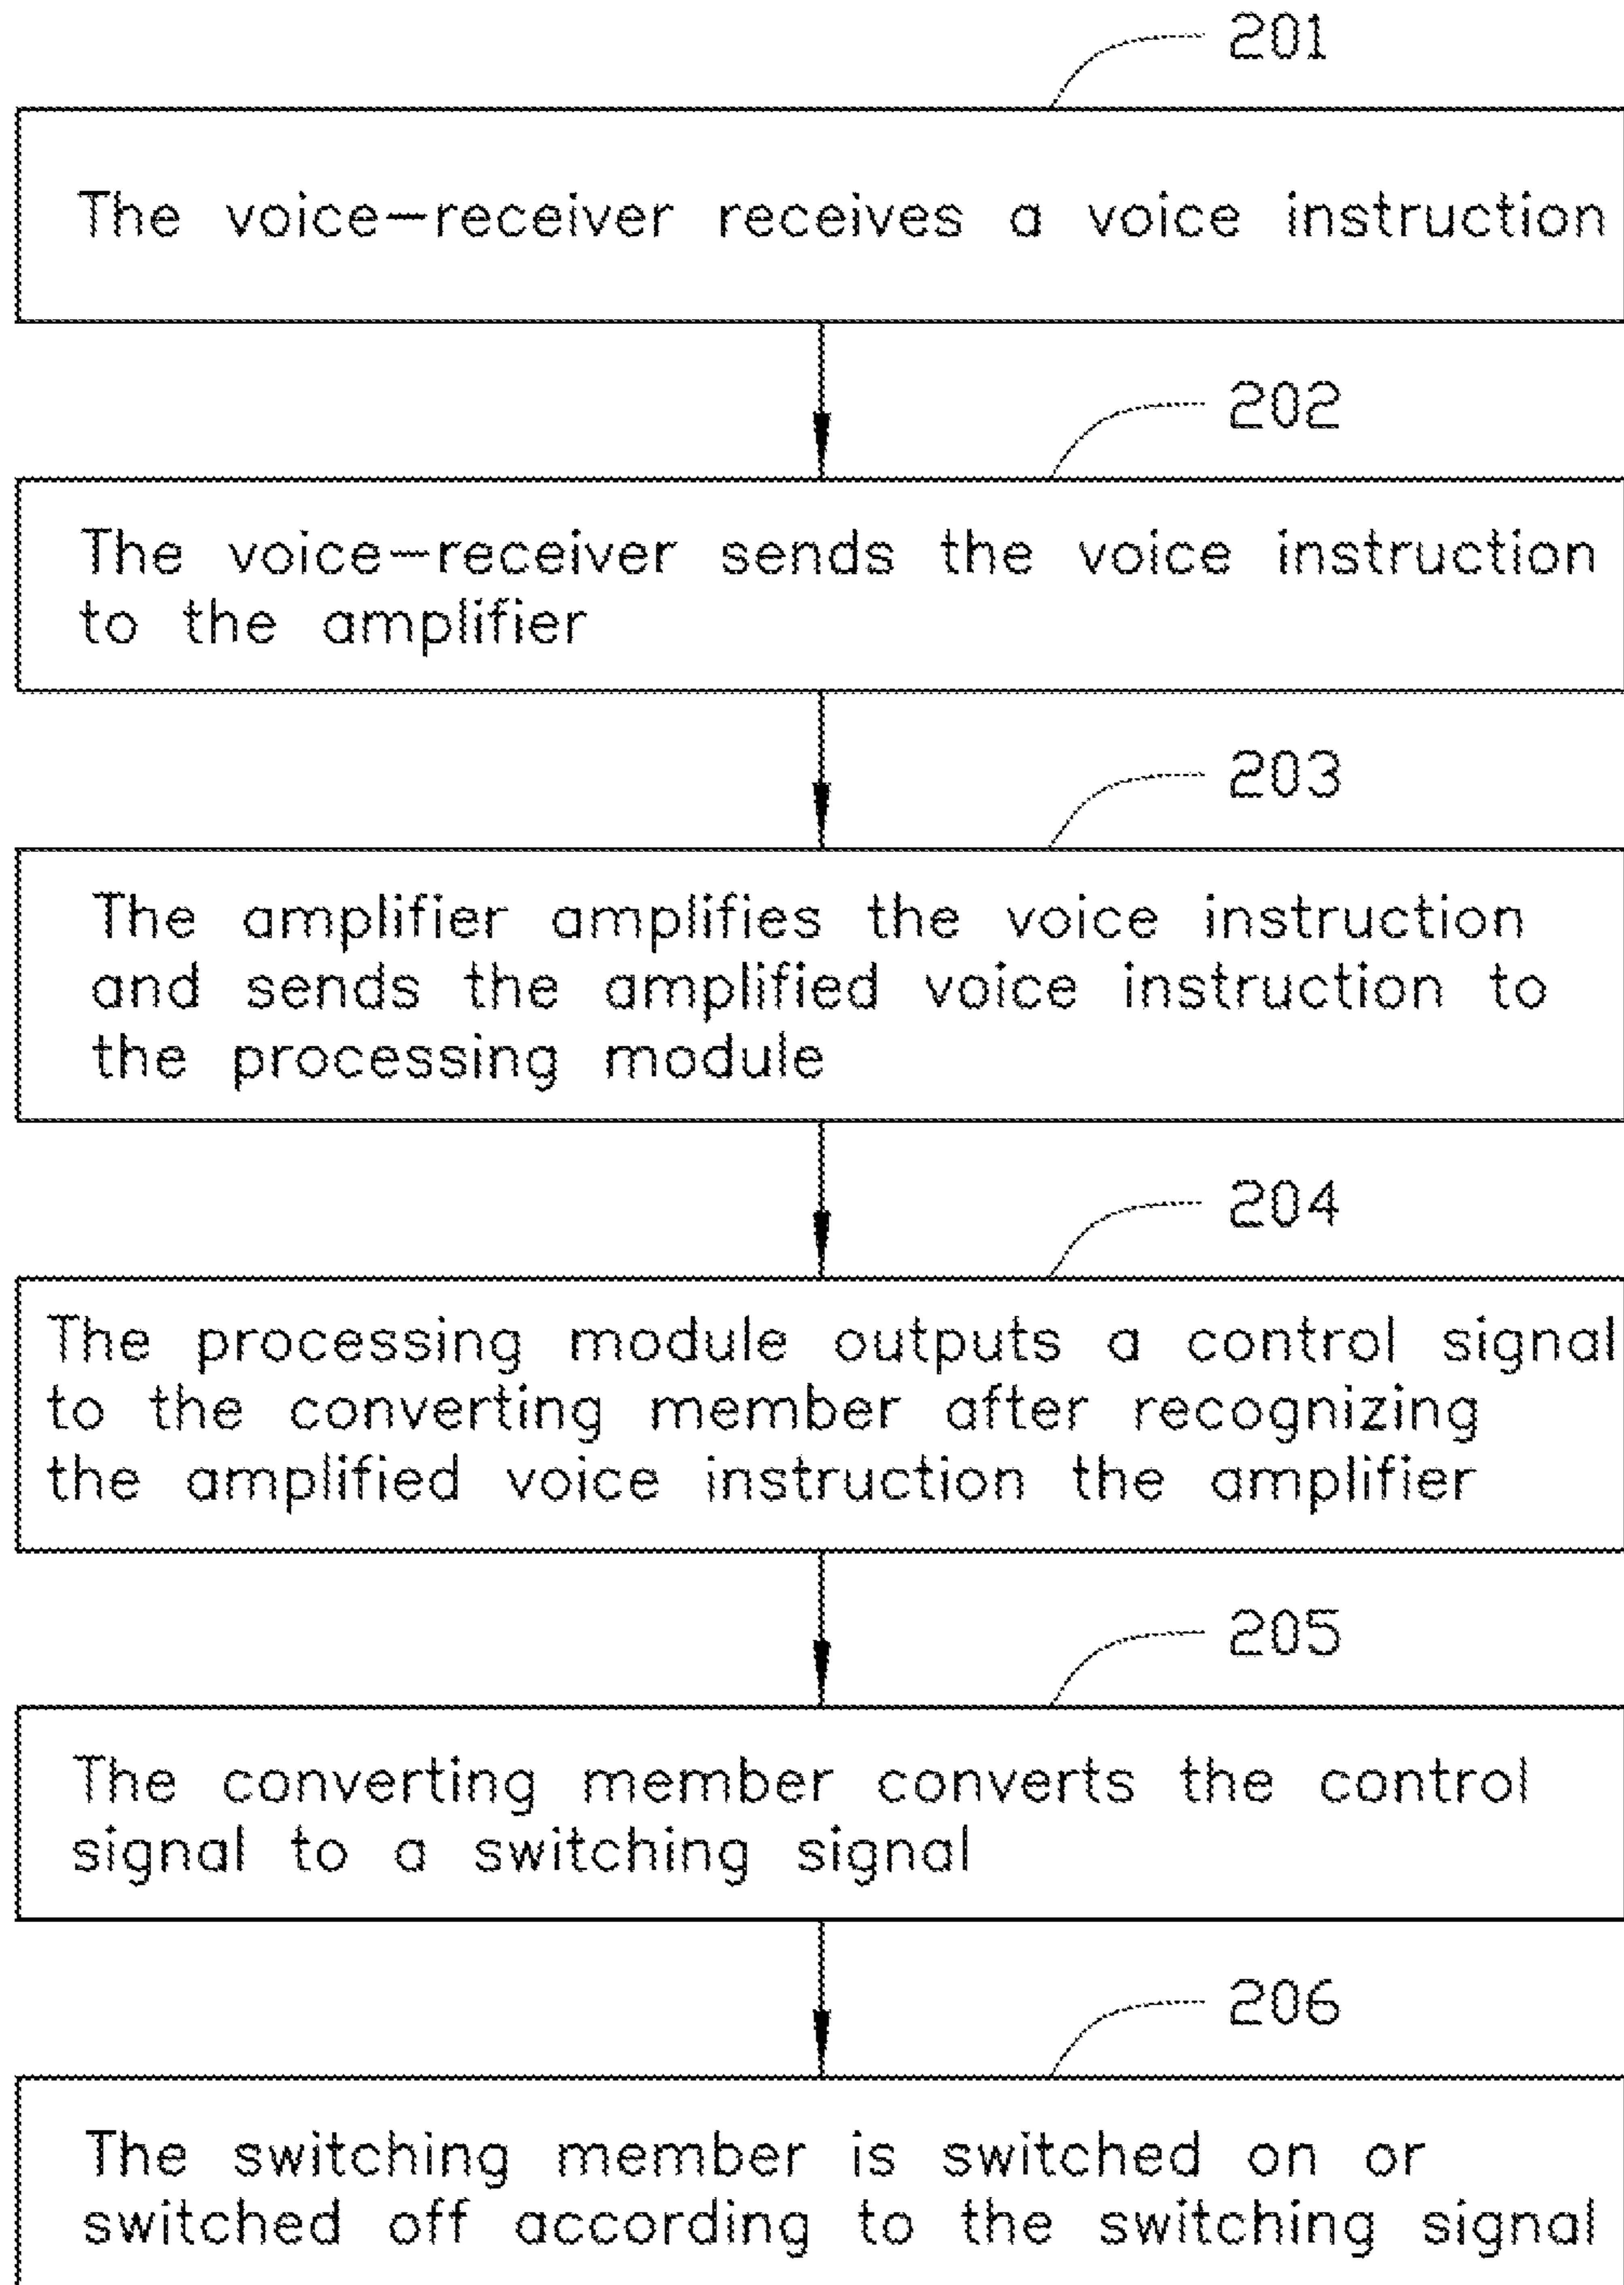 201
The voice-receiver receives a voice instruction
202
The voice-receiver sends the voice instruction
to the amplifier
203
The amplifier amplifies the voice instruction
and sends the amplified voice instruction to
the processing module
204
The processing module outputs a control signal
to the converting member after recognizing
the amplified voice instruction the amplifier
205
The converting member converts the control
signal to a switching signal
206
The switching member is switched on or
switched off according to the switching signal